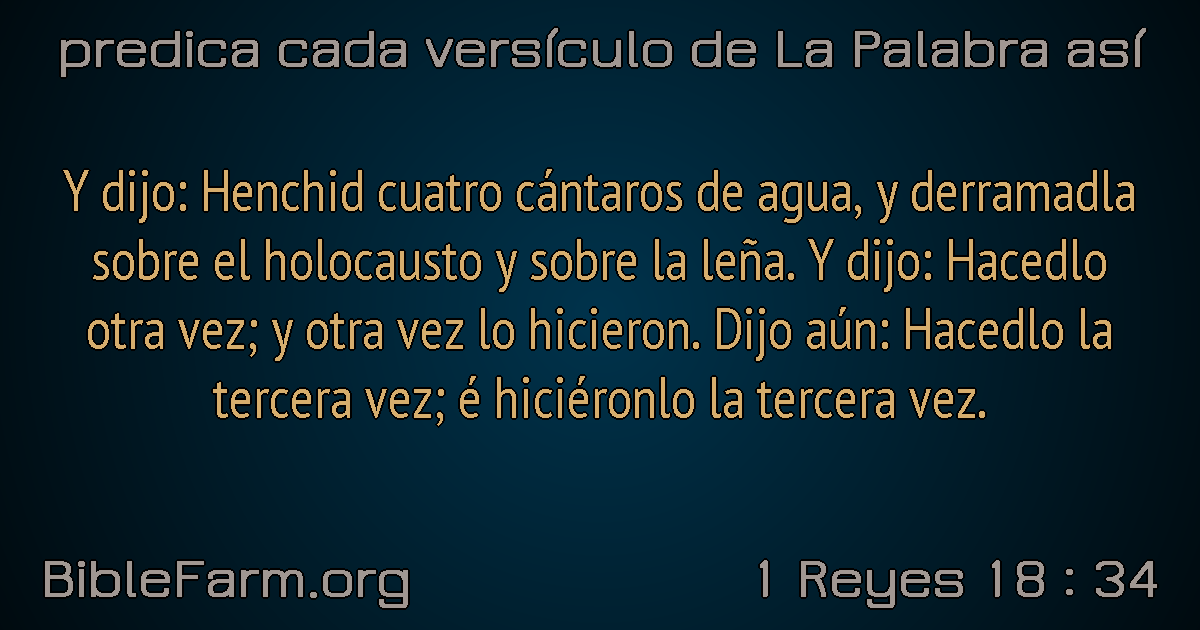 predica cada versículo de La Palabra así
Y dijo: Henchid cuatro cántaros de agua, y derramadla
sobre el holocausto y sobre la leña. Y dijo: Hacedlo
otra vez; y otra vez lo hicieron. Dijo aún: Hacedlo la
tercera vez; é hiciéronlo la tercera vez.
BibleFarm.org
1 Reyes 18 : 34